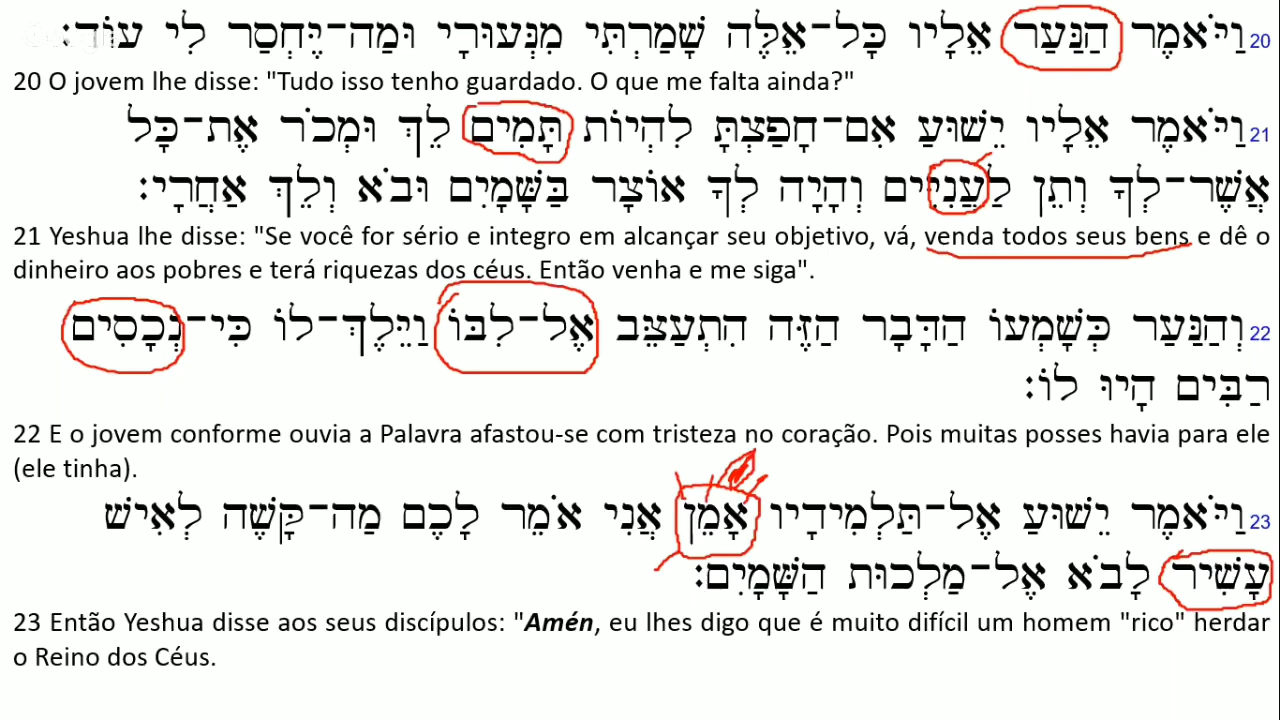 20 וַיֹּאמֶר הַנַּעַר אֵלָיו כָּל־אֵלֶּה שָׁמַרְתִּי מִנְּעוּרָי וּמַה־יֶּחְסַר לִי עוֹד׃
20 O jovem lhe disse: "Tudo isso tenho guardado. O que me falta ainda?"
21 וַיֹּאמֶר אֵלָיו יֵשׁוּעַ אִם־חָפַצְתָּ לִהְיוֹת תָּמִים לֵךְ וּמְכֹר אֶת־כָּל
אֲשֶׁר־לְךָ וְתֵן לַעֲנִיִּים וְהָיָה לְךָ אוֹצָר בַּשָּׁמָיִם וּבֹא וְלֵךְ אַחֲרָי׃
21 Yeshua lhe disse: "Se você for sério e integro em alcançar seu objetivo, vá, venda todos seus bens e dê o
dinheiro aos pobres e terá riquezas dos céus. Então venha e me siga".
22 וְהַנַּעַר כְּשָׁמְעוֹ הַדָּבָר הַזֶּה הִתְעַצֵּב אֶל־לִבּוֹ וַיֵּלֶךְ־לוֹ כִּי־נְכָסִים
רַבִּים הָיוּ לוֹ׃
22 E o jovem conforme ouvia a Palavra afastou-se com tristeza no coração. Pois muitas posses havia para ele
(ele tinha).
23 וַיֹּאמֶר יֵשׁוּעַ אֶל־תַּלְמִידָיו אָמֵן אֲנִי אֹמֵר לָכֶם מַה־קָּשֶׁה לְאִישׁ
עָשִׁיר לָבֹא אֶל־מַלְכוּת הַשָּׁמָיִם׃
23 Então Yeshua disse aos seus discípulos: "Amén, eu lhes digo que é muito difícil um homem "rico" herdar
o Reino dos Céus.